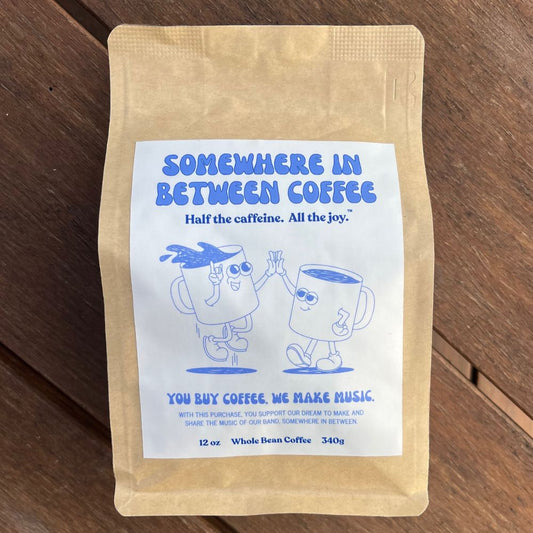 SOMEWHERE IN
BETWEEN COFFEE
Half the caffeine. All the joy.™
YOU BUY COFFEE, WE MAKE MUSIC.
WITH THIS PURCHASE, YOU SUPPORT OUR DREAM TO MAKE AND
SHARE THE MUSIC OF OUR BAND, SOMEWHERE IN BETWEEN.
12 oz Whole Bean Coffee 340g